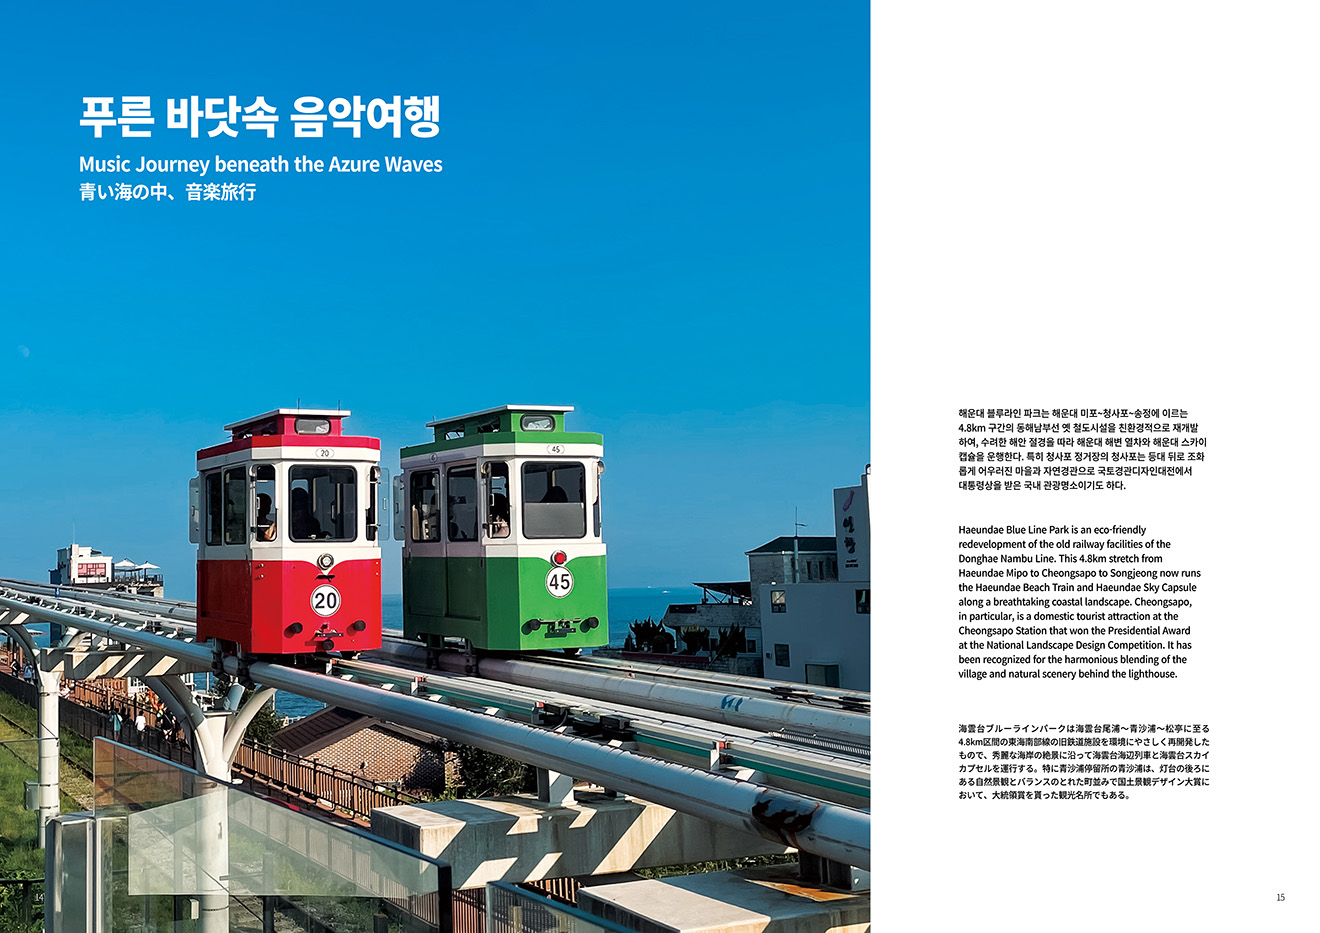 푸른 바닷속 음악여행
Music Journey beneath the Azure Waves
青い海の中、音楽旅行
20
45
20
45
14
해운대 블루라인 파크는 해운대 미포~청사포~송정에 이르는
4.8km 구간의 동해남부선 옛 철도시설을 친환경적으로 재개발
하여, 수려한 해안 절경을 따라 해운대 해변 열차와 해운대 스카이
캡슐을 운행한다. 특히 청사포 정거장의 청사포는 등대 뒤로 조화
롭게 어우러진 마을과 자연경관으로 국토경관디자인대전에서
대통령상을 받은 국내 관광명소이기도 하다.
Haeundae Blue Line Park is an eco-friendly
redevelopment of the old railway facilities of the
Donghae Nambu Line. This 4.8km stretch from
Haeundae Mipo to Cheongsapo to Songjeong now runs
the Haeundae Beach Train and Haeundae Sky Capsule
along a breathtaking coastal landscape. Cheongsapo,
in particular, is a domestic tourist attraction at the
Cheongsapo Station that won the Presidential Award
at the National Landscape Design Competition. It has
been recognized for the harmonious blending of the
village and natural scenery behind the lighthouse.
海雲台ブルーラインパークは海雲台尾浦～青沙浦～松亭に至る
4.8km区間の東海南部線の旧鉄道施設を環境にやさしく再開発した
もので、秀麗な海岸の絶景に沿って海雲台海辺列車と海雲台スカイ
カプセルを運行する。特に青沙浦停留所の青沙浦は、灯台の後ろに
ある自然景観とバランスのとれた町並みで国土景観デザイン大賞に
おいて、大統領賞を貰った観光名所でもある。
15